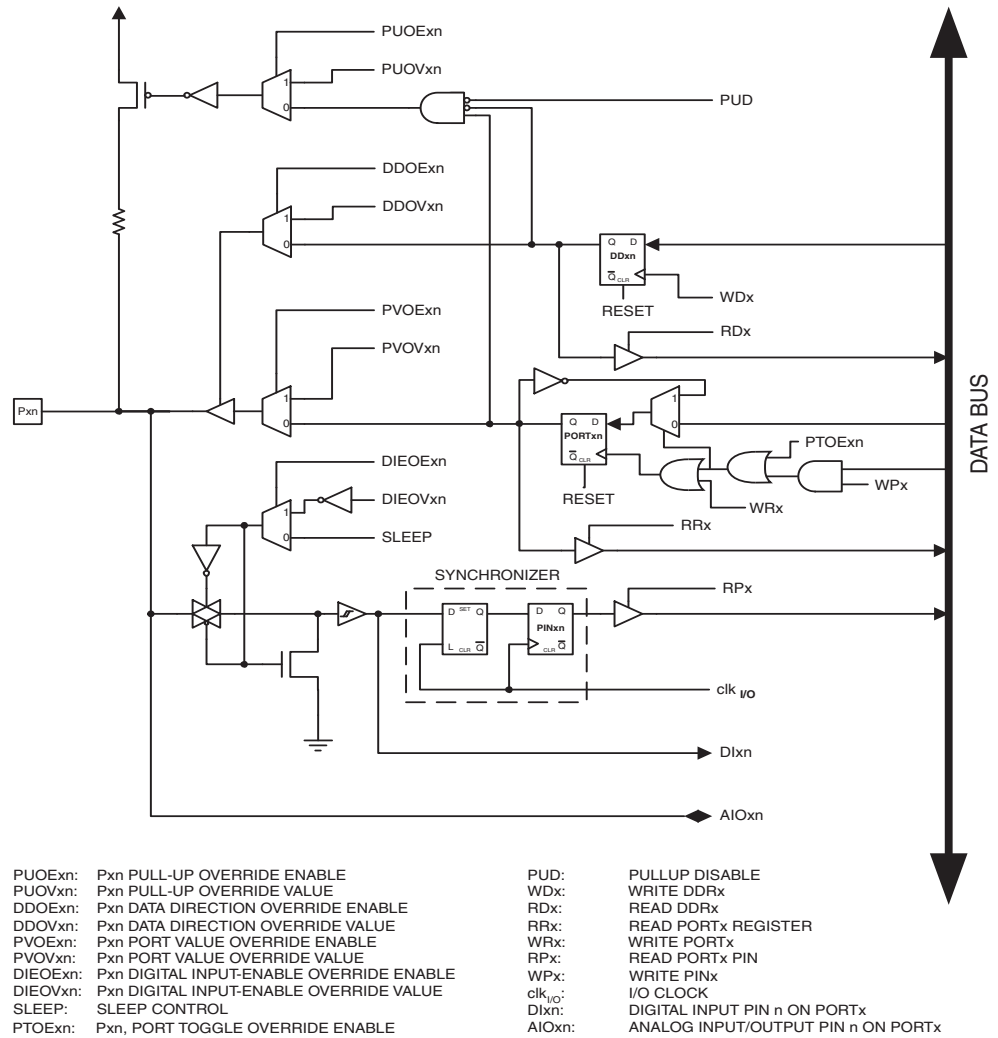 PUOExn
PUOVxn
1
0
PUD
DDOExn
DDOVxn
1
0
Q D
DDxn
Q CLR
WDx
RESET
RDx
PVOExn
PVOVxn
1
0
Pxn
1
0
Q D
PORTxn
Q CLR
PTOExn
WPx
WRx
RESET
RRx
DATA BUS
DIEOExn
DIEOVxn
1
0
SLEEP
SYNCHRONIZER
RPx
D SET Q
L CLR Q
D Q
PINxn
Q
clk I/O
DIxn
AIOxn
PUOExn: Pxn PULL-UP OVERRIDE ENABLE
PUOVxn: Pxn PULL-UP OVERRIDE VALUE
DDOExn: Pxn DATA DIRECTION OVERRIDE ENABLE
DDOVxn: Pxn DATA DIRECTION OVERRIDE VALUE
PVOExn: Pxn PORT VALUE OVERRIDE ENABLE
PVOVxn: Pxn PORT VALUE OVERRIDE VALUE
DIEOExn: Pxn DIGITAL INPUT-ENABLE OVERRIDE ENABLE
DIEOVxn: Pxn DIGITAL INPUT-ENABLE OVERRIDE VALUE
SLEEP: SLEEP CONTROL
PTOExn: Pxn, PORT TOGGLE OVERRIDE ENABLE
PUD: PULLUP DISABLE
WDx: WRITE DDRx
RDx: READ DDRx
RRx: READ PORTx REGISTER
WRx: WRITE PORTx
RPx: READ PORTx PIN
WPx: WRITE PINx
clkI/O: I/O CLOCK
DIxn: DIGITAL INPUT PIN n ON PORTx
AIOxn: ANALOG INPUT/OUTPUT PIN n ON PORTx